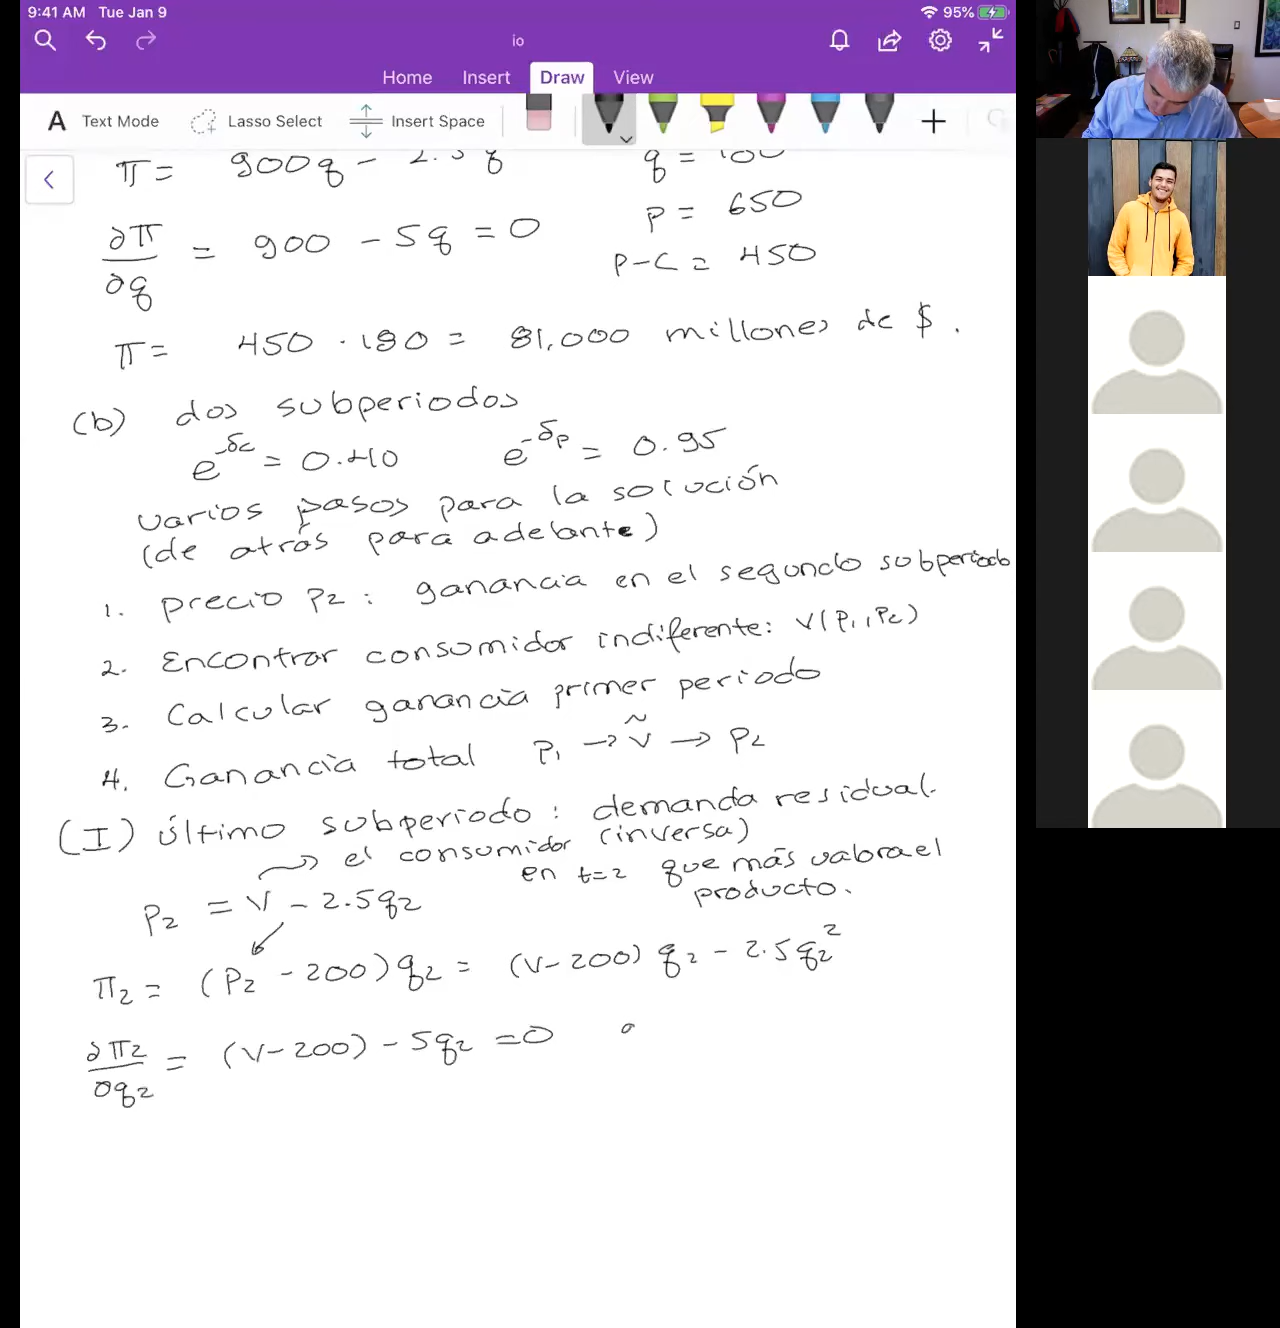 9:41 AM Tue Jan 9
95%
io
Home Insert Draw View
A Text Mode Lasso Select Insert Space
π = 900q - 2.5q
q = 180
p = 650
∂π/∂q = 900 - 5q = 0
p-c = 450
π = 450 · 180 = 81,000 millones de $.
(b) dos subperiodos
e^-δc = 0.40 e^-δp = 0.95
varios pasos para la solución
(de atrás para adelante)
1. precio p2: ganancia en el segundo subperiodo
2. Encontrar consumidor indiferente: v(p1,p2)
3. Calcular ganancia primer periodo
4. Ganancia total p1 → ṽ → p2
(I) último subperiodo: demanda residual.
(inversa)
→ el consumidor en t=2 que más valora el producto.
p2 = v - 2.5q2
π2 = (p2 - 200)q2 = (v-200)q2 - 2.5q2²
∂π2/∂q2 = (v-200) - 5q2 = 0